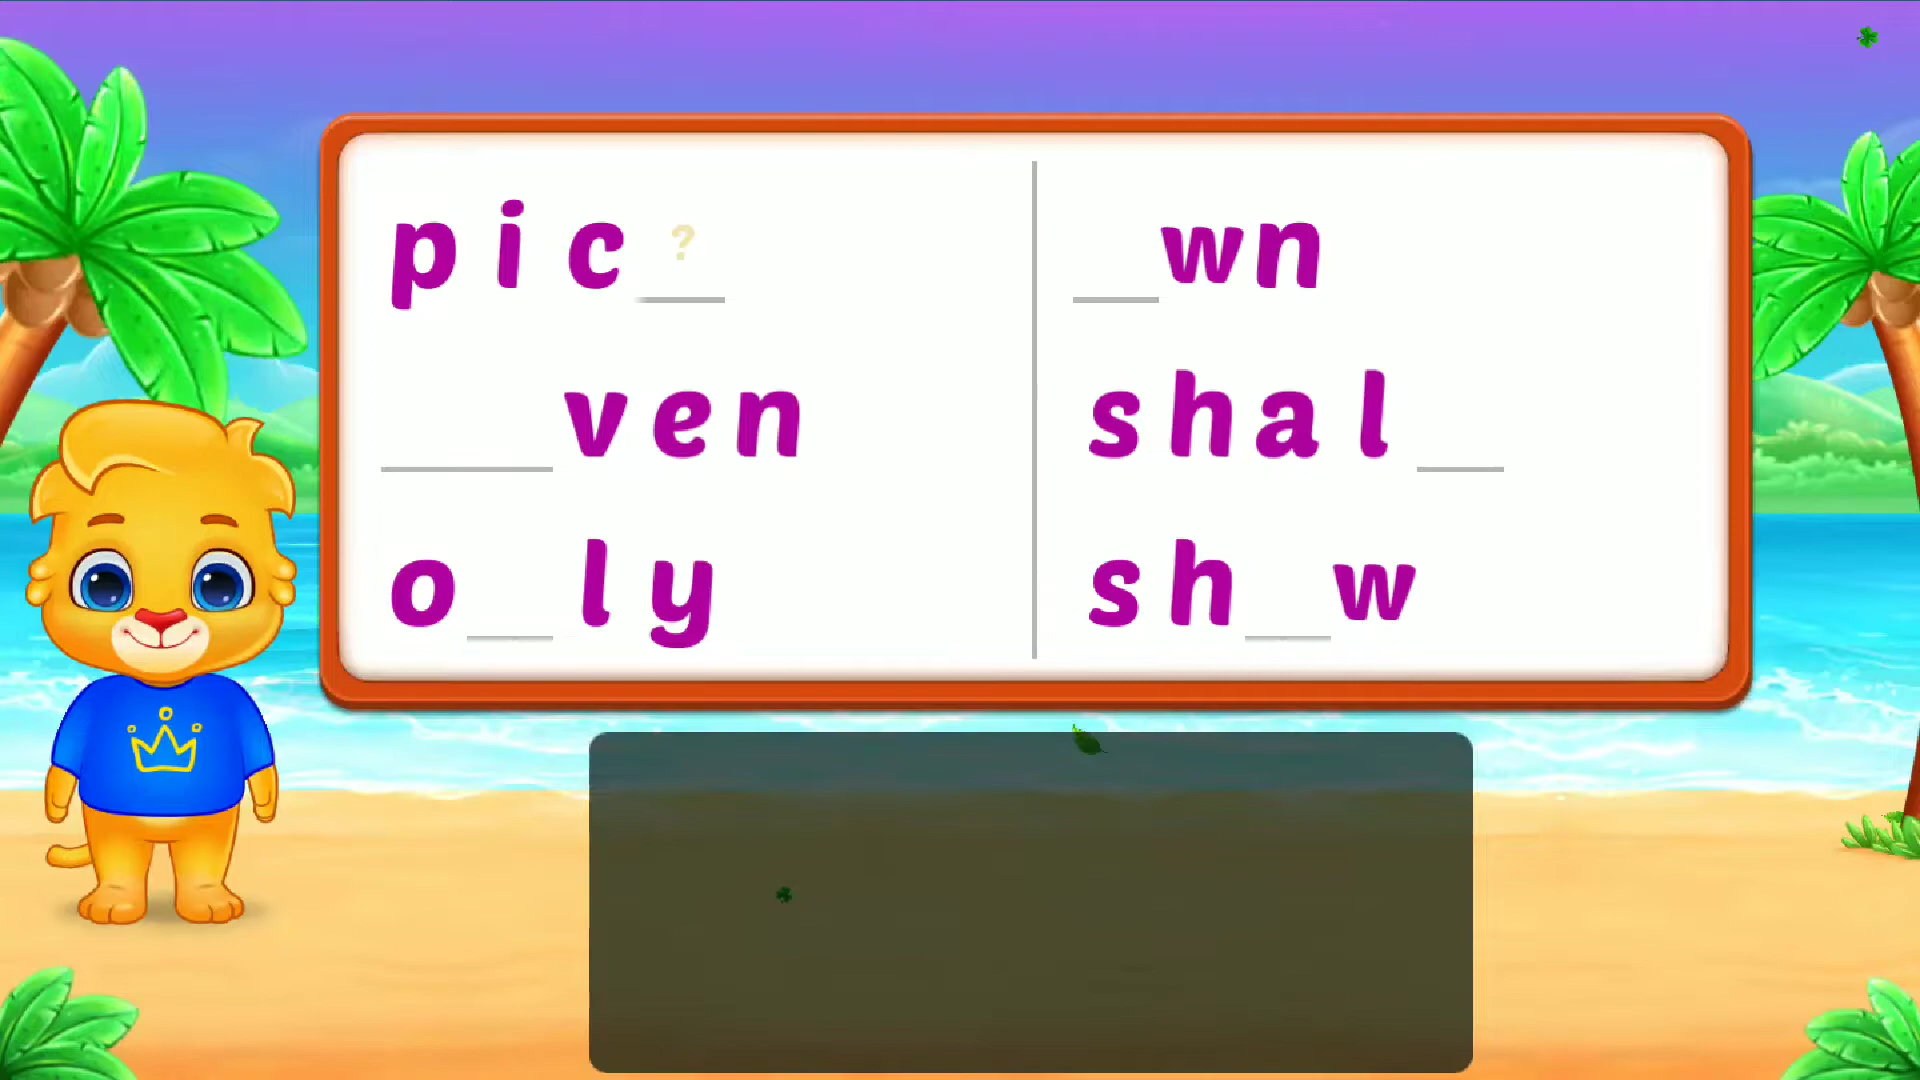 pic_?
_wn
__ven
shal_
o_ly
sh_w